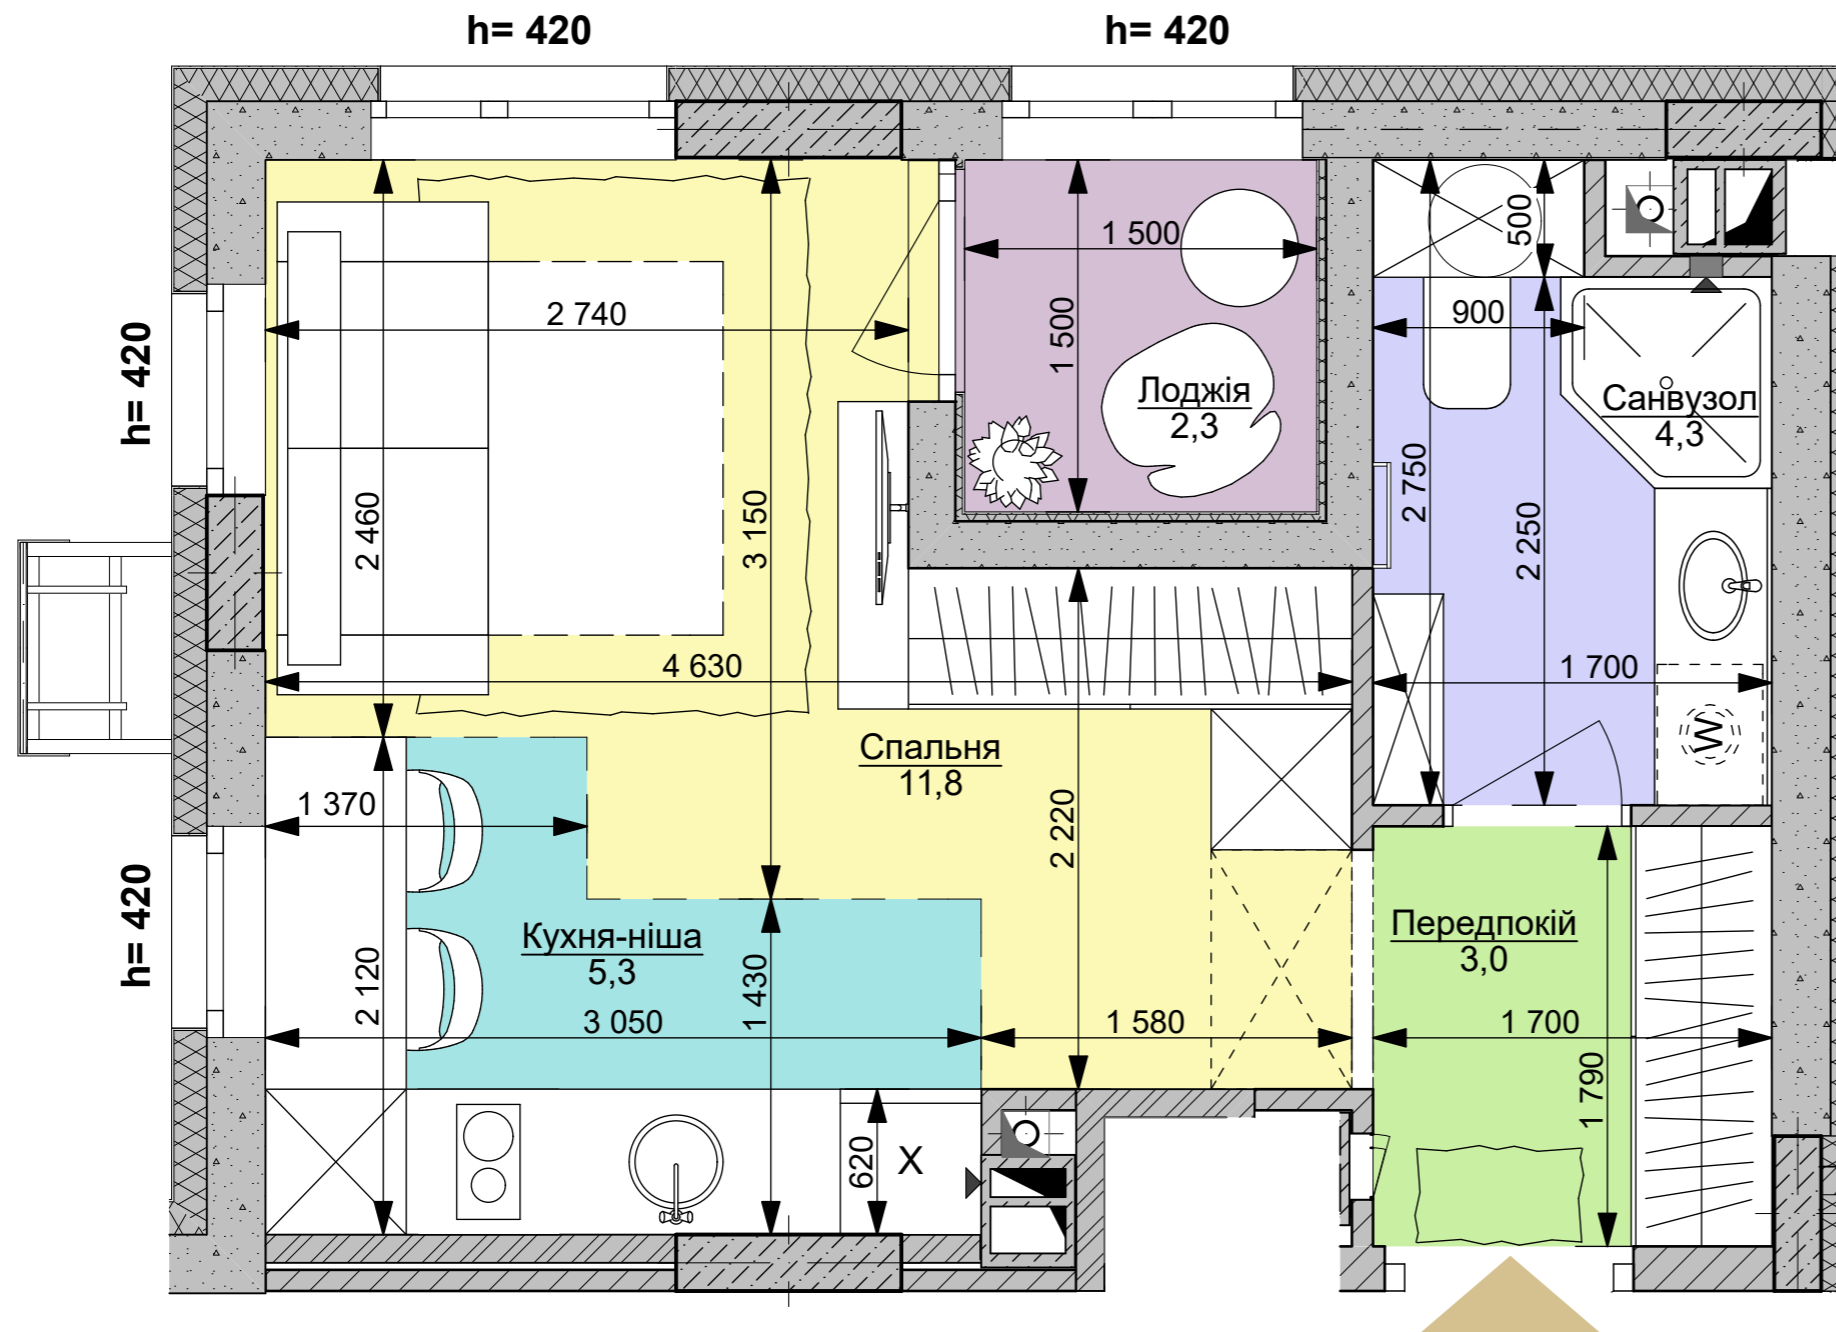 h= 420
h= 420
1 500
500
2 740
1 500
900
h= 420
Лоджія
2,3
Санвузол
4,3
2 460
3 150
2 750
2 250
4 630
1 700
W
Спальня
11,8
1 370
2 220
h= 420
Кухня-ніша
5,3
Передпокій
3,0
2 120
1 430
3 050
1 580
1 700
1 790
620
X